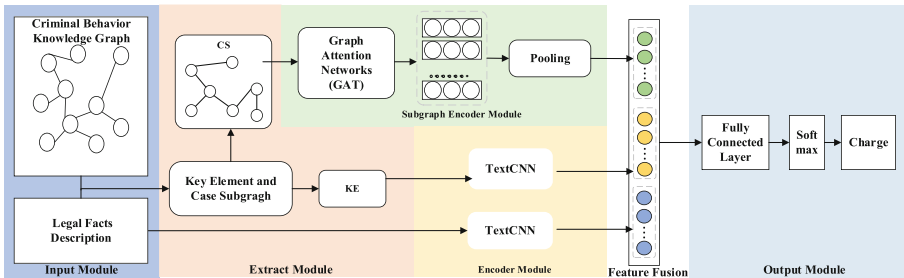 Criminal Behavior
Knowledge Graph
Legal Facts
Description
Input Module
CS
Key Element and
Case Subgragh
KE
Extract Module
Graph
Attention
Networks
(GAT)
Pooling
Subgraph Encoder Module
TextCNN
TextCNN
Encoder Module
Feature Fusion
Fully
Connected
Layer
Soft
max
Charge
Output Module